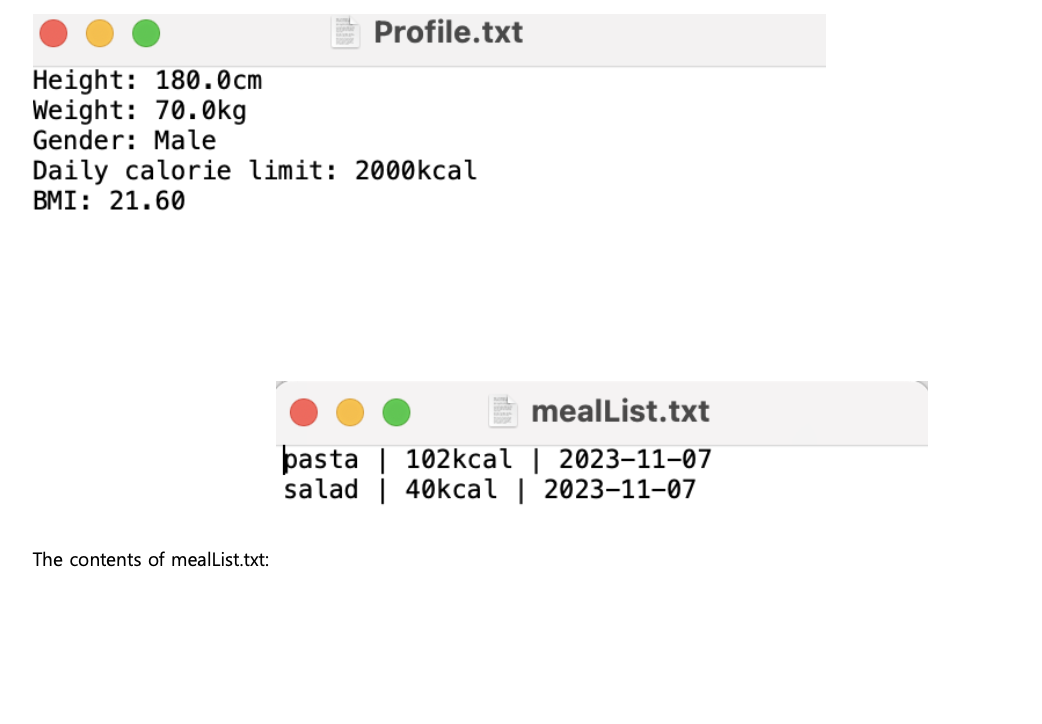 Profile.txt
Height: 180.0cm
Weight: 70.0kg
Gender: Male
Daily calorie limit: 2000kcal
BMI: 21.60
mealList.txt
pasta | 102kcal | 2023-11-07
salad | 40kcal | 2023-11-07
The contents of mealList.txt: